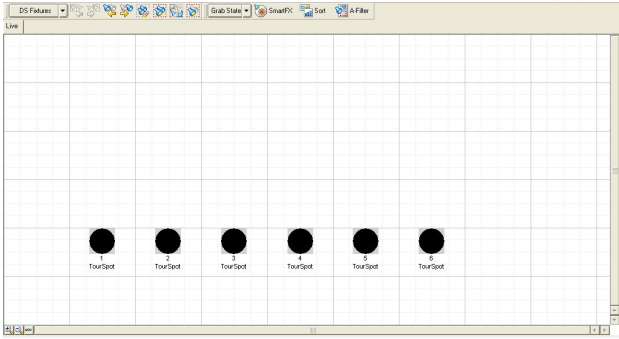 DS Fixtures Grab State SmartFX Sort A-Filter
Live
1 2 3 4 5 6
TourSpot TourSpot TourSpot TourSpot TourSpot TourSpot